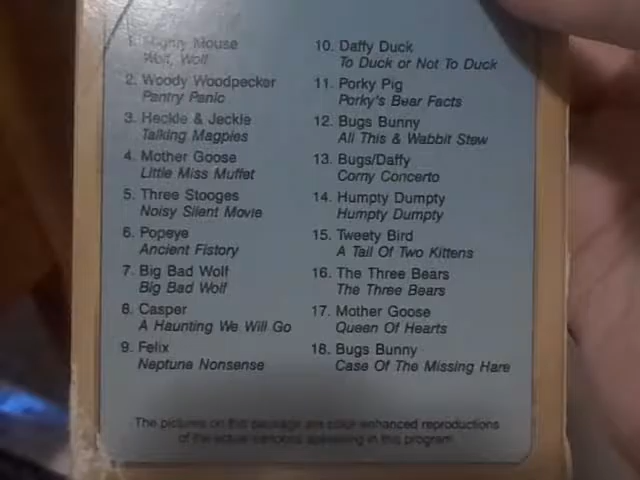 1. Mighty Mouse
Wolf, Wolf
2. Woody Woodpecker
Pantry Panic
3. Heckle & Jeckle
Talking Magpies
4. Mother Goose
Little Miss Muffet
5. Three Stooges
Noisy Silent Movie
6. Popeye
Ancient Fistory
7. Big Bad Wolf
Big Bad Wolf
8. Casper
A Haunting We Will Go
9. Felix
Neptune Nonsense
10. Daffy Duck
To Duck or Not To Duck
11. Porky Pig
Porky's Bear Facts
12. Bugs Bunny
All This & Wabbit Stew
13. Bugs/Daffy
Corny Concerto
14. Humpty Dumpty
Humpty Dumpty
15. Tweety Bird
A Tail Of Two Kittens
16. The Three Bears
The Three Bears
17. Mother Goose
Queen Of Hearts
18. Bugs Bunny
Case Of The Missing Hare
The pictures on this package are color enhanced reproductions
of the actual cartoons appearing in this program.